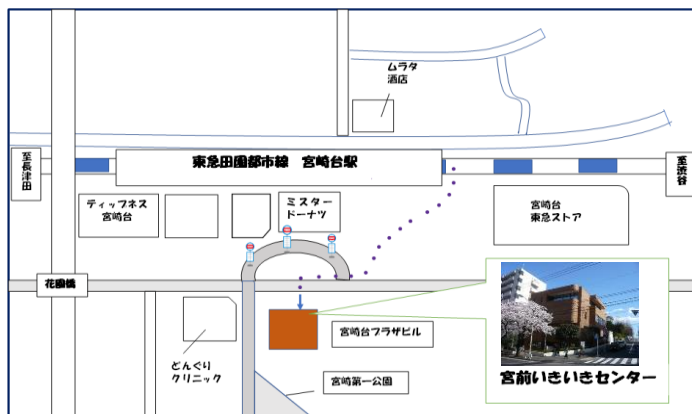 ムラタ
酒店
東急田園都市線　宮崎台駅
至長津田
至渋谷
ティップネス
宮崎台
ミスター
ドーナツ
宮崎台
東急ストア
花園橋
宮崎台プラザビル
どんぐり
クリニック
宮崎第一公園
宮前いきいきセンター